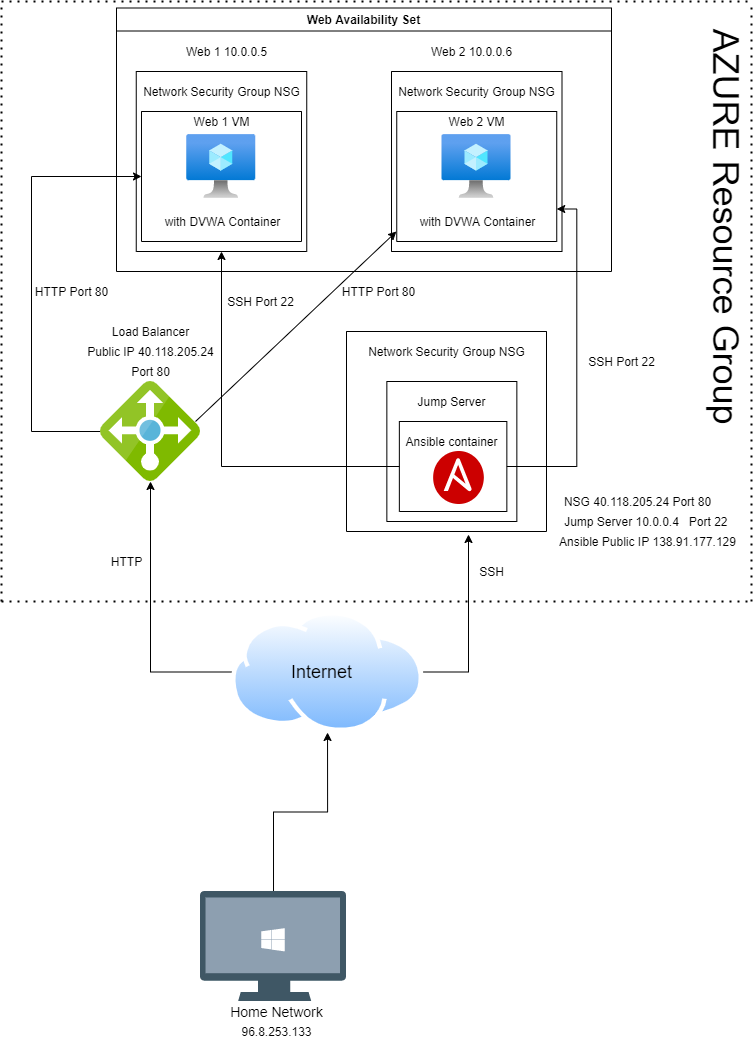 Web Availability Set
Web 1 10.0.0.5
Web 2 10.0.0.6
Network Security Group NSG
Network Security Group NSG
Web 1 VM
Web 2 VM
with DVWA Container
with DVWA Container
AZURE Resource Group
HTTP Port 80
SSH Port 22
HTTP Port 80
SSH Port 22
Load Balancer
Public IP 40.118.205.24
Port 80
Network Security Group NSG
Jump Server
Ansible container
NSG 40.118.205.24 Port 80
Jump Server 10.0.0.4 Port 22
Ansible Public IP 138.91.177.129
HTTP
SSH
Internet
Home Network
96.8.253.133